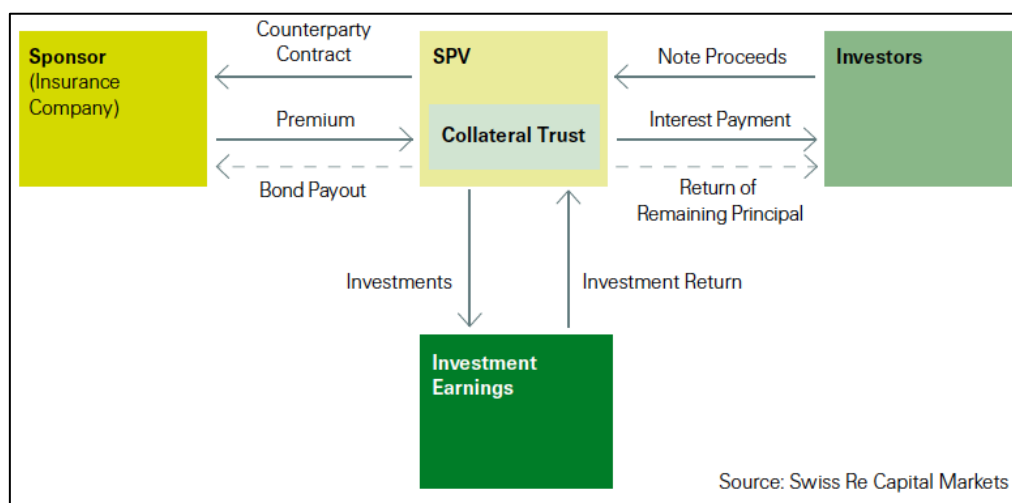 Sponsor
(Insurance
Company)
Counterparty
Contract
SPV
Note Proceeds
Investors
Premium
Collateral Trust
Interest Payment
Bond Payout
Return of
Remaining Principal
Investments
Investment Return
Investment
Earnings
Source: Swiss Re Capital Markets